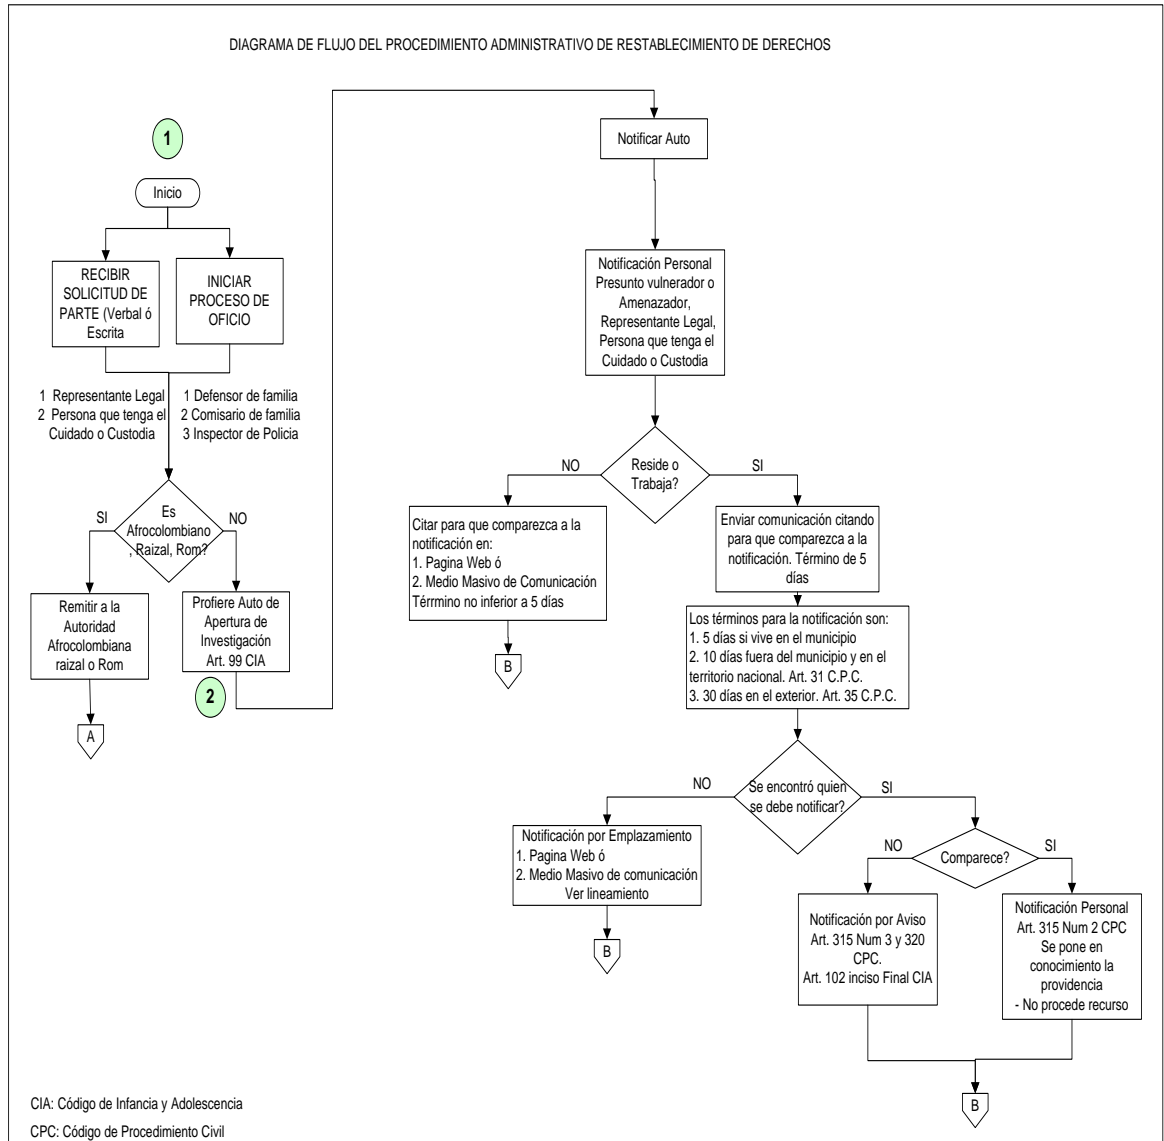 DIAGRAMA DE FLUJO DEL PROCEDIMIENTO ADMINISTRATIVO DE RESTABLECIMIENTO DE DERECHOS
1
Inicio
RECIBIR
SOLICITUD DE
PARTE (Verbal ó
Escrita
INICIAR
PROCESO DE
OFICIO
1 Representante Legal
2 Persona que tenga el
Cuidado o Custodia
1 Defensor de familia
2 Comisario de familia
3 Inspector de Policia
Es
Afrocolombiano
, Raizal, Rom?
SI
NO
Remitir a la
Autoridad
Afrocolombiana
raizal o Rom
A
Profiere Auto de
Apertura de
Investigación
Art. 99 CIA
2
Notificar Auto
Notificación Personal
Presunto vulnerador o
Amenazador,
Representante Legal,
Persona que tenga el
Cuidado o Custodia
Reside o
Trabaja?
NO
SI
Citar para que comparezca a la
notificación en:
1. Pagina Web ó
2. Medio Masivo de Comunicación
Térrmino no inferior a 5 días
B
Enviar comunicación citando
para que comparezca a la
notificación. Término de 5
días
Los términos para la notificación son:
1. 5 días si vive en el municipio
2. 10 días fuera del municipio y en el
territorio nacional. Art. 31 C.P.C.
3. 30 días en el exterior. Art. 35 C.P.C.
Se encontró quien
se debe notificar?
NO
SI
Notificación por Emplazamiento
1. Pagina Web ó
2. Medio Masivo de comunicación
Ver lineamiento
B
Comparece?
NO
SI
Notificación por Aviso
Art. 315 Num 3 y 320
CPC.
Art. 102 inciso Final CIA
Notificación Personal
Art. 315 Num 2 CPC
Se pone en
conocimiento la
providencia
- No procede recurso
B
CIA: Código de Infancia y Adolescencia
CPC: Código de Procedimiento Civil